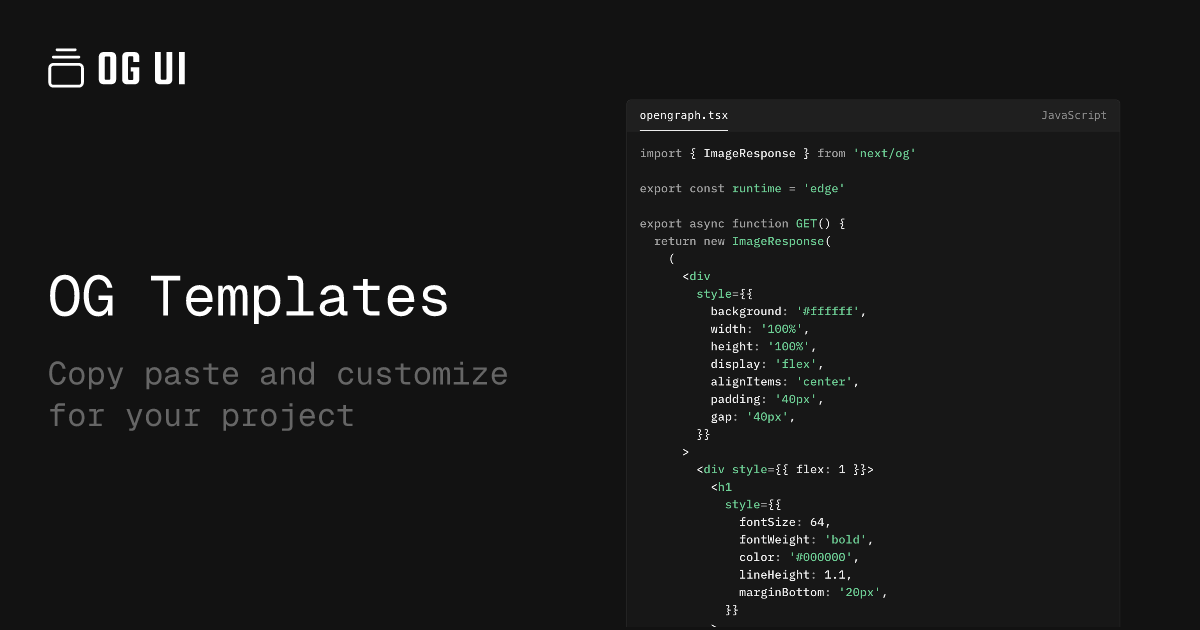 OG UI
OG Templates
Copy paste and customize
for your project
opengraph.tsx
JavaScript
import { ImageResponse } from 'next/og'
export const runtime = 'edge'
export async function GET() {
return new ImageResponse(
(
<div
style={{
background: '#ffffff',
width: '100%',
height: '100%',
display: 'flex',
alignItems: 'center',
padding: '40px',
gap: '40px',
}}
>
<div style={{ flex: 1 }}>
<h1
style={{
fontSize: 64,
fontWeight: 'bold',
color: '#000000',
lineHeight: 1.1,
marginBottom: '20px',
}}
>